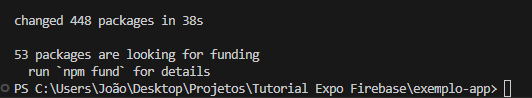 changed 448 packages in 38s
53 packages are looking for funding
run `npm fund` for details
PS C:\Users\João\Desktop\Projetos\Tutorial Expo Firebase\exemplo-app>